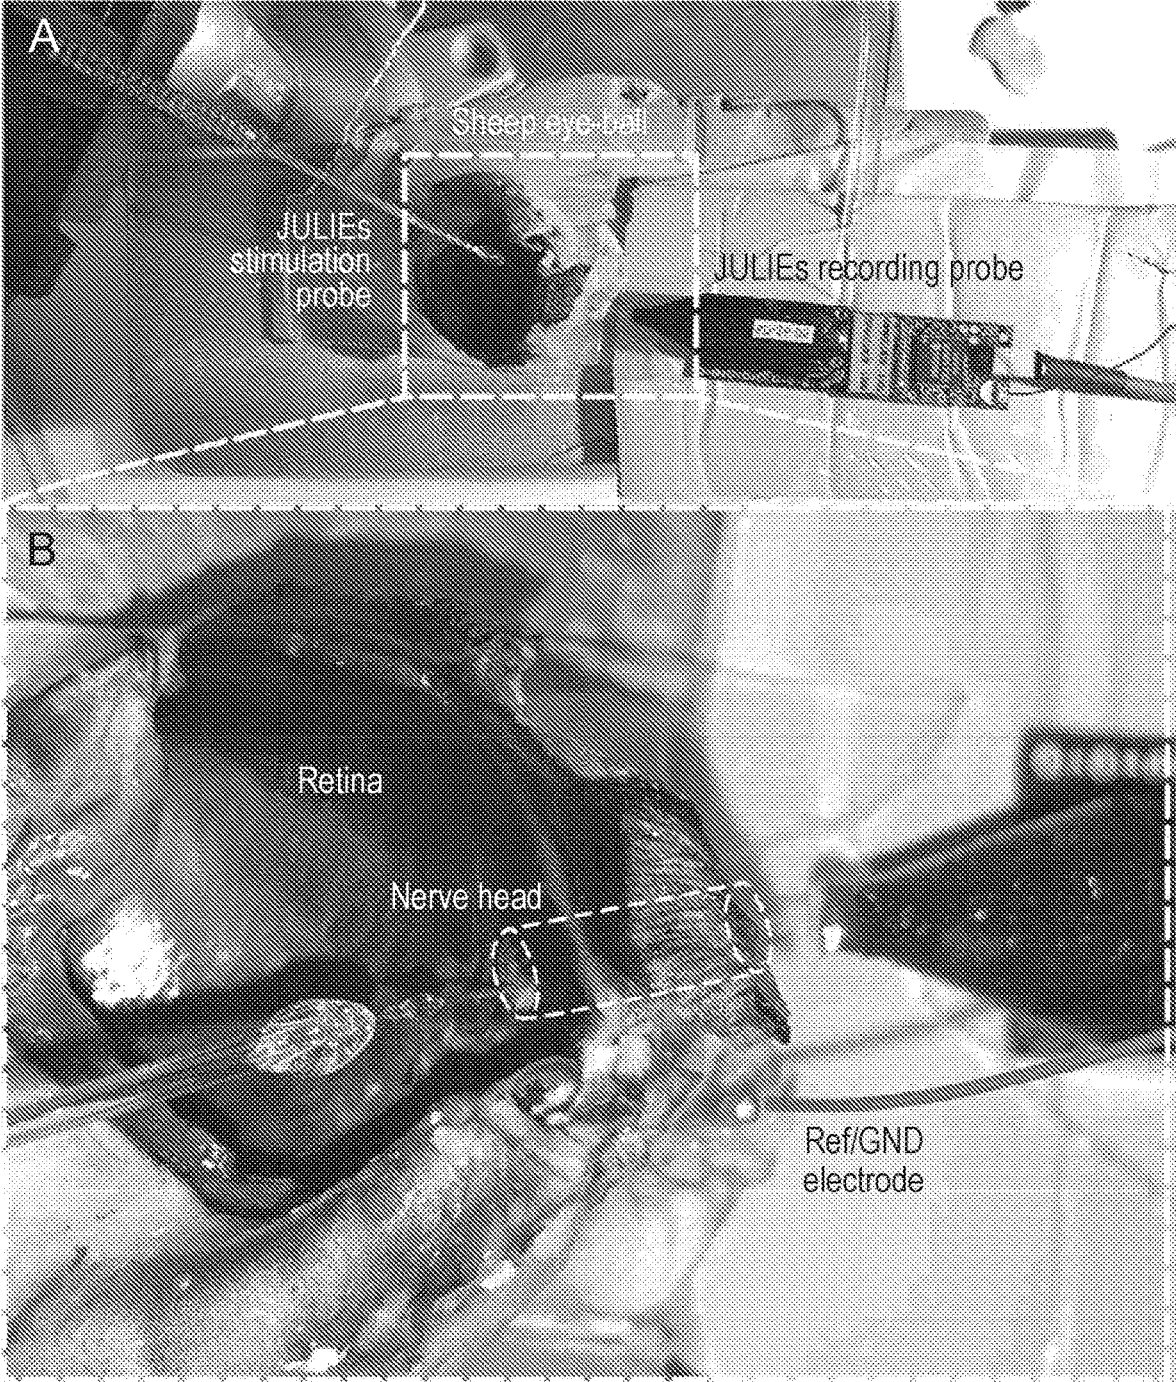 A
Sheep eye-ball
JULIEs
stimulation
probe
JULIEs recording probe
B
Retina
Nerve head
Ref/GND
electrode